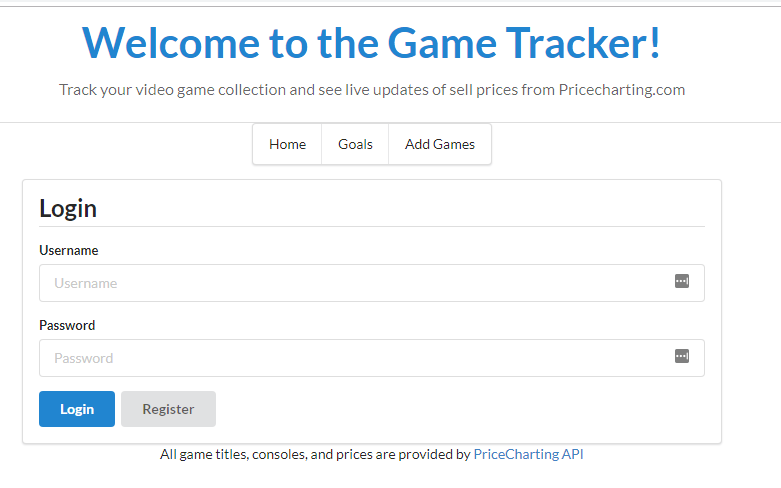 Welcome to the Game Tracker!
Track your video game collection and see live updates of sell prices from Pricecharting.com
Home Goals Add Games
Login
Username
Username
Password
Password
Login Register
All game titles, consoles, and prices are provided by PriceCharting API